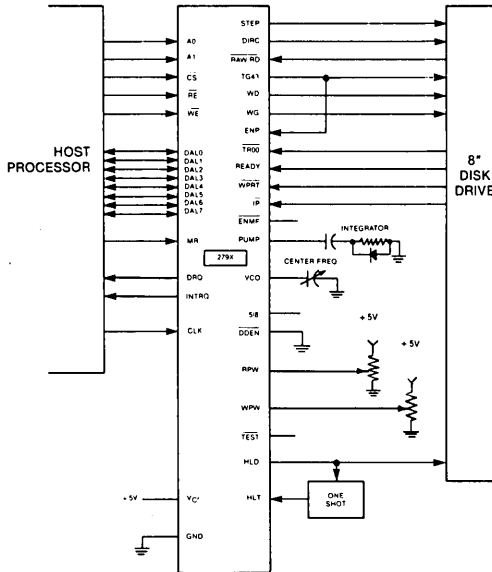 HOST
PROCESSOR
A0
A1
CS
RE
WE
DAL0
DAL1
DAL2
DAL3
DAL4
DAL5
DAL6
DAL7
MR
DRQ
INTRQ
CLK
+5V
VC'
GND
279X
STEP
DIRC
RAW RD
TG43
WD
WG
ENP
TR00
READY
WPRT
IP
ENMF
PUMP
VCO
5/8
DDEN
RPW
WPW
TEST
HLD
HLT
INTEGRATOR
CENTER FREQ
+ 5V
+ 5V
ONE
SHOT
8"
DISK
DRIVE